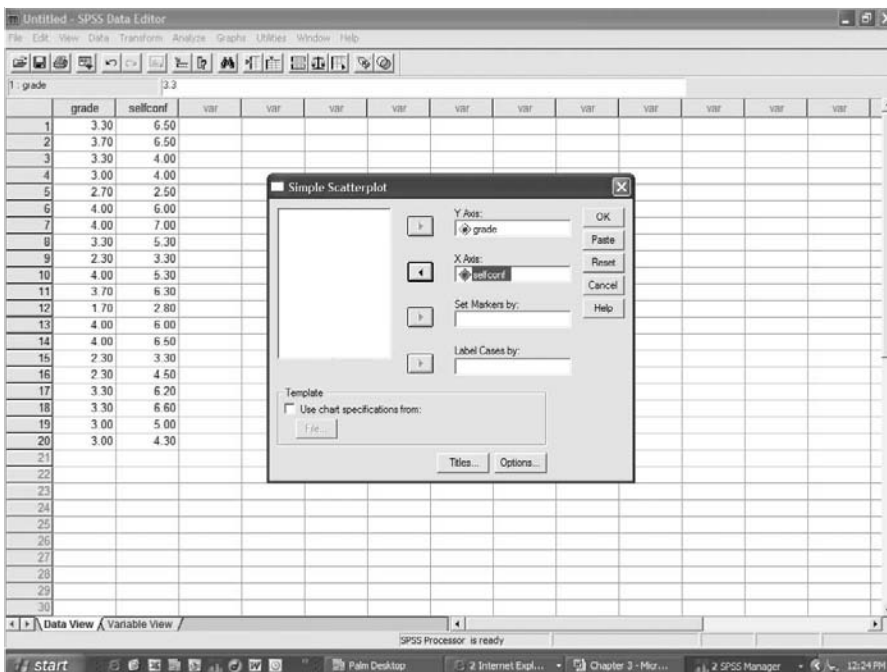 Untitled - SPSS Data Editor
File Edit View Data Transform Analyze Graphs Utilities Window Help
1 : grade 3.3
grade selfconf var var var var var var var var var var
1 3.30 6.50
2 3.70 6.50
3 3.30 4.00
4 3.00 4.00
5 2.70 2.50
6 4.00 6.00
7 4.00 7.00
8 3.30 5.30
9 2.30 3.30
10 4.00 5.30
11 3.70 6.30
12 1.70 2.80
13 4.00 6.00
14 4.00 6.50
15 2.30 3.30
16 2.30 4.50
17 3.30 6.20
18 3.30 6.60
19 3.00 5.00
20 3.00 4.30
21
22
23
24
25
26
27
28
29
30
Simple Scatterplot
Y Axis:
grade
X Axis:
selfconf
Set Markers by:
Label Cases by:
OK
Paste
Reset
Cancel
Help
Template
Use chart specifications from:
File...
Titles... Options...
Data View Variable View
SPSS Processor is ready
start Palm Desktop 2 Internet Expl... Chapter 3 - Micr... 2 SPSS Manager 12:24 PM